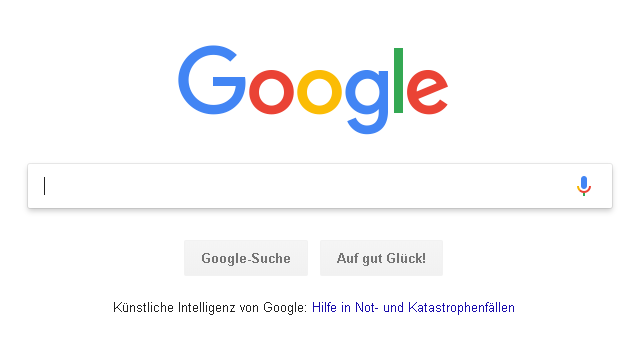 Google
Google-Suche
Auf gut Glück!
Künstliche Intelligenz von Google: Hilfe in Not- und Katastrophenfällen